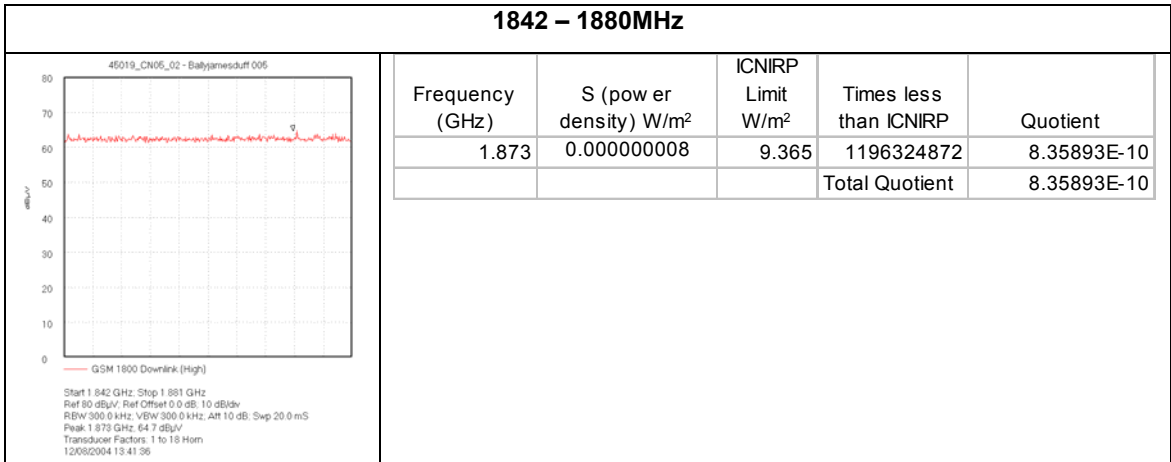 1842 – 1880MHz
45019_CN05_02 - Ballyjamesduff 005
80
70
60
50
40
30
20
10
0
dBµV
GSM 1800 Downlink (High)
Start 1.842 GHz; Stop 1.881 GHz
Ref 80 dBµV; Ref Offset 0.0 dB; 10 dB/div
RBW 300.0 kHz; VBW 300.0 kHz; Att 10 dB; Swp 20.0 mS
Peak 1.873 GHz, 64.7 dBµV
Transducer Factors: 1 to 18 Horn
12/08/2004 13:41:36
Frequency (GHz) S (pow er density) W/m² ICNIRP Limit W/m² Times less than ICNIRP Quotient
1.873 0.000000008 9.365 1196324872 8.35893E-10
Total Quotient 8.35893E-10